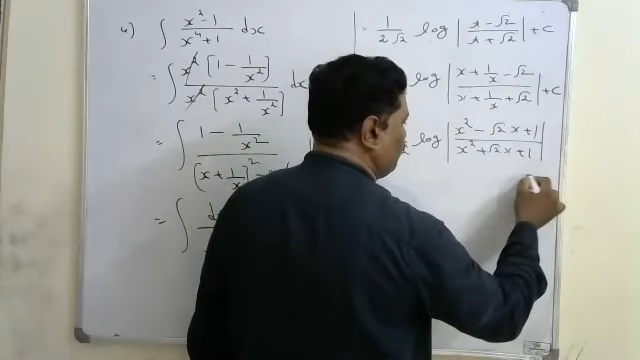 4) ∫ x² - 1 / x⁴ + 1 dx
= ∫ x² [1 - 1/x²] / x² [x² + 1/x²] dx
= ∫ 1 - 1/x² / (x + 1/x)² -
= ∫
= 1/2√2 log | t - √2 / t + √2 | + c
log | x + 1/x - √2 / x + 1/x + √2 | + c
log | x² - √2 x + 1 / x² + √2 x + 1 |